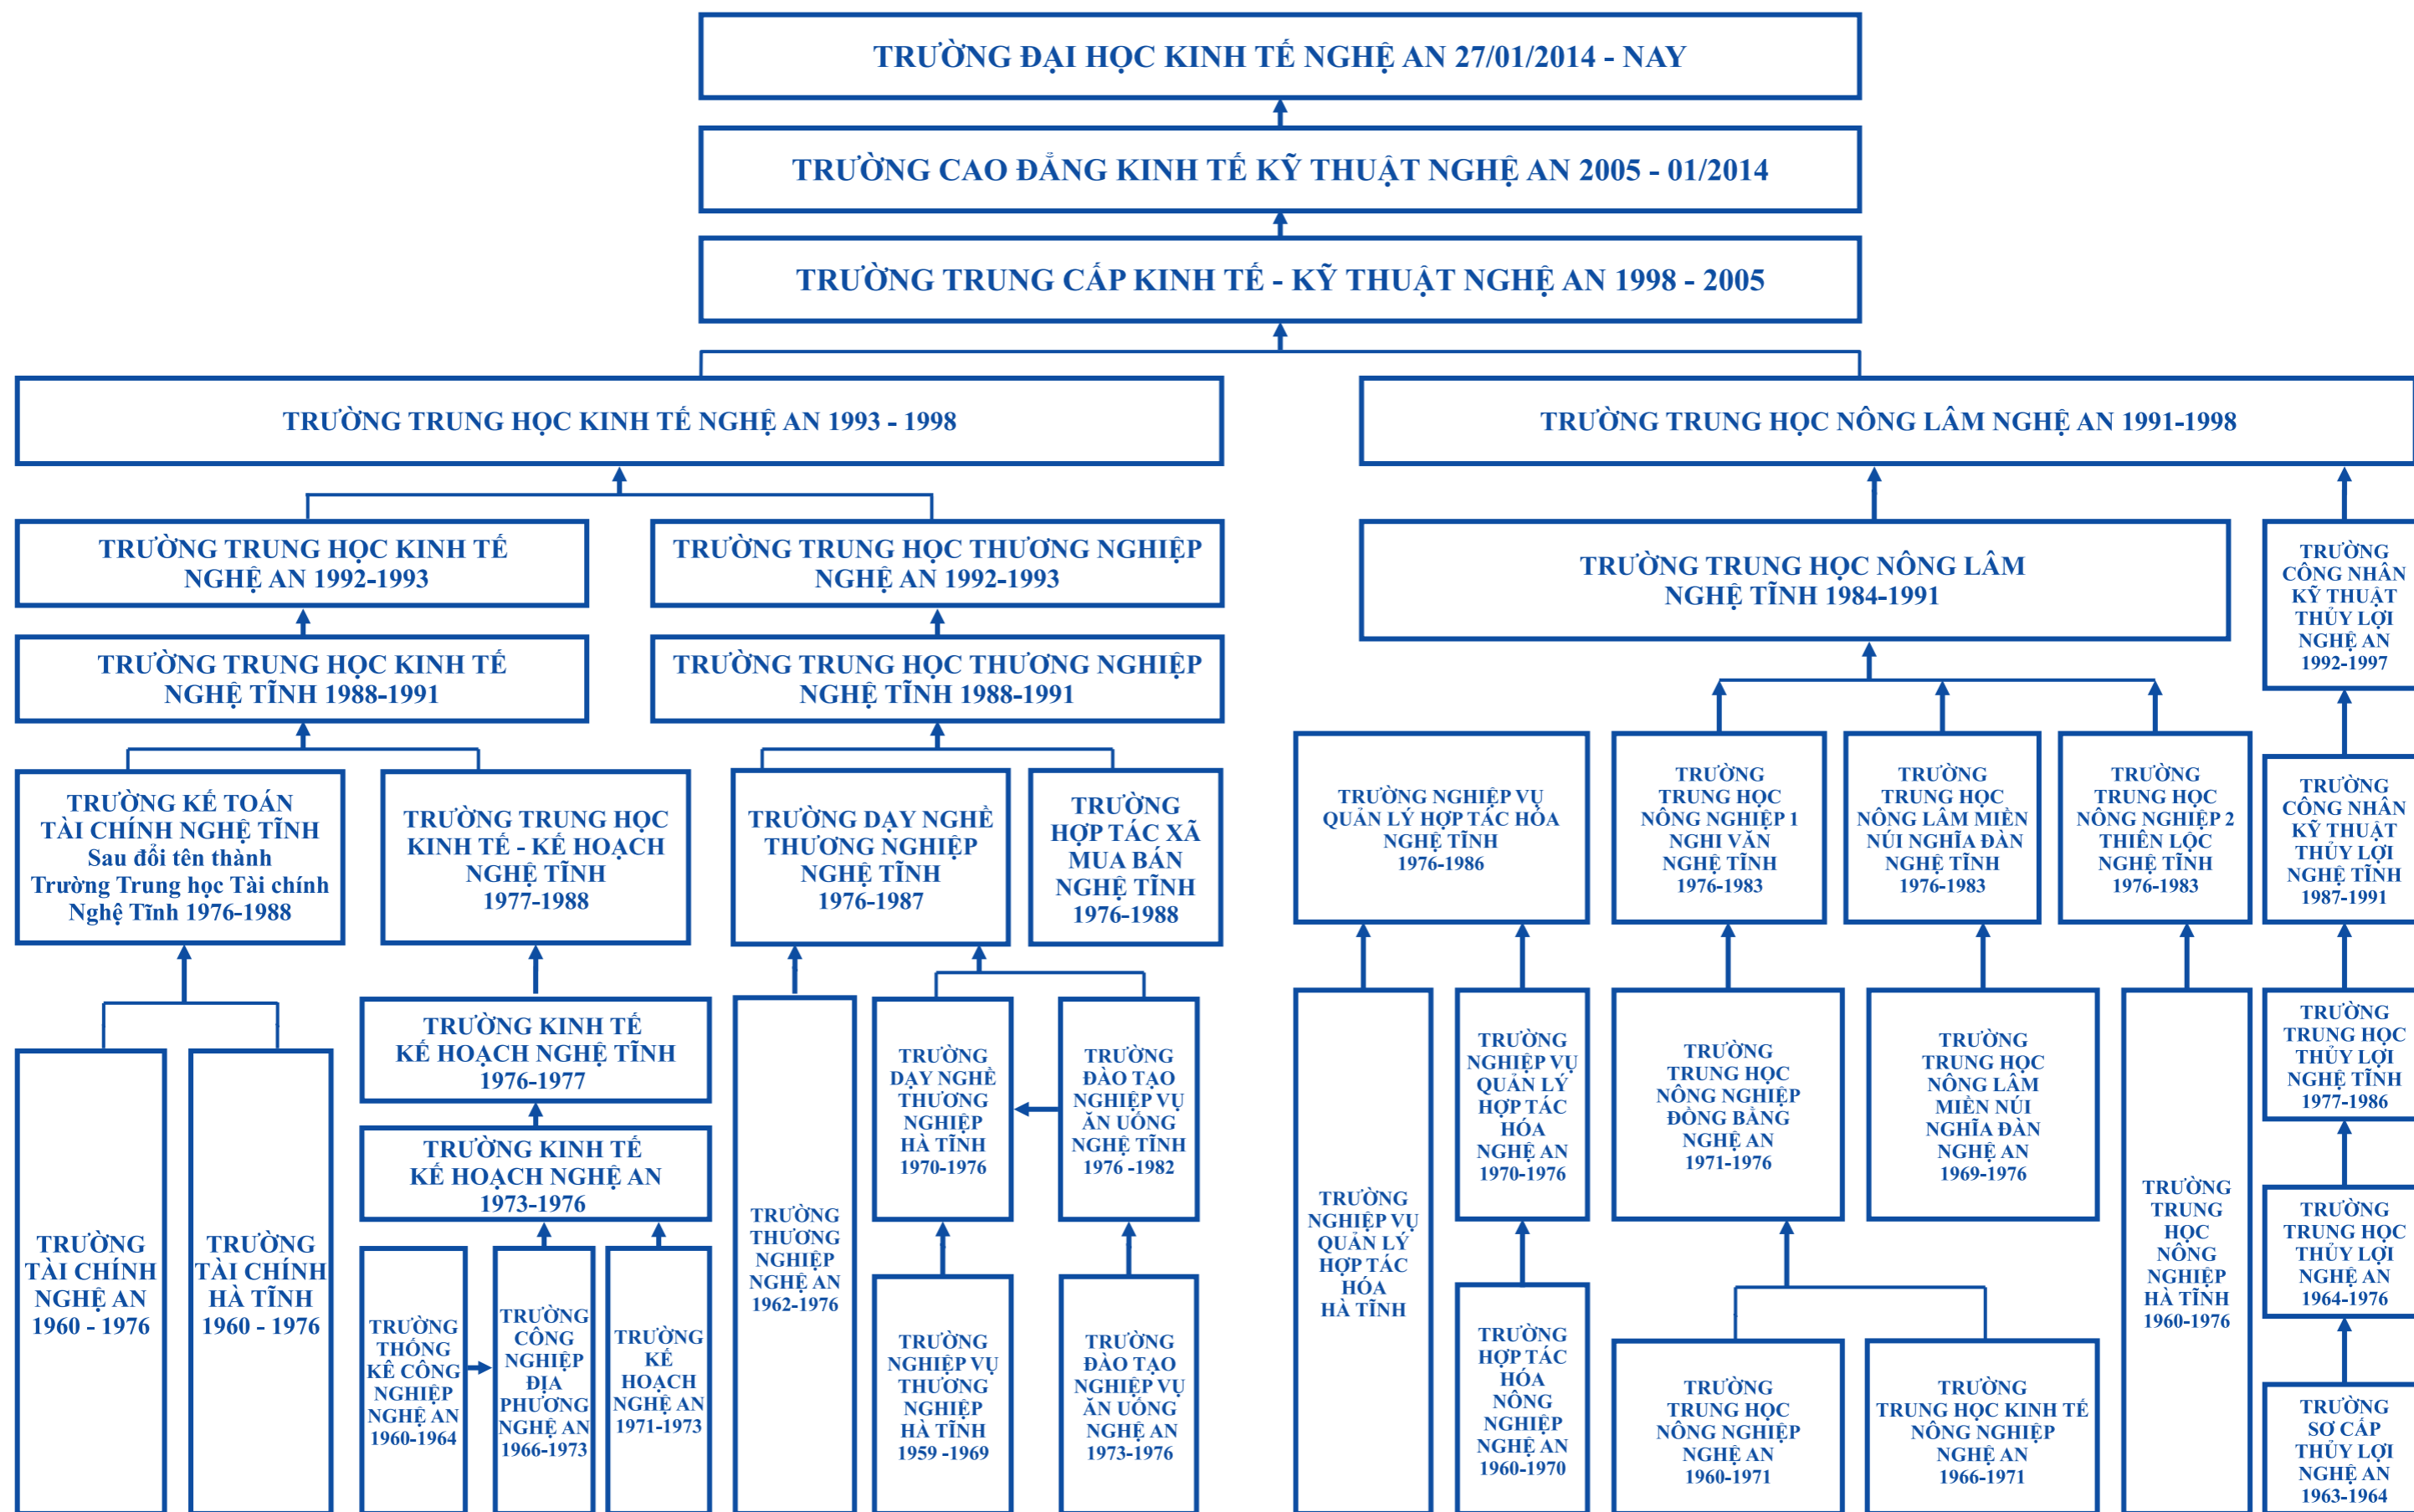 TRƯỜNG ĐẠI HỌC KINH TẾ NGHỆ AN 27/01/2014 - NAY
TRƯỜNG CAO ĐẲNG KINH TẾ KỸ THUẬT NGHỆ AN 2005 - 01/2014
TRƯỜNG TRUNG CẤP KINH TẾ - KỸ THUẬT NGHỆ AN 1998 - 2005
TRƯỜNG TRUNG HỌC KINH TẾ NGHỆ AN 1993 - 1998
TRƯỜNG TRUNG HỌC NÔNG LÂM NGHỆ AN 1991-1998
TRƯỜNG TRUNG HỌC KINH TẾ
NGHỆ AN 1992-1993
TRƯỜNG TRUNG HỌC THƯƠNG NGHIỆP
NGHỆ AN 1992-1993
TRƯỜNG TRUNG HỌC NÔNG LÂM
NGHỆ TĨNH 1984-1991
TRƯỜNG
CÔNG NHÂN
KỸ THUẬT
THỦY LỢI
NGHỆ AN
1992-1997
TRƯỜNG TRUNG HỌC KINH TẾ
NGHỆ TĨNH 1988-1991
TRƯỜNG TRUNG HỌC THƯƠNG NGHIỆP
NGHỆ TĨNH 1988-1991
TRƯỜNG KẾ TOÁN
TÀI CHÍNH NGHỆ TĨNH
Sau đổi tên thành
Trường Trung học Tài chính
Nghệ Tĩnh 1976-1988
TRƯỜNG TRUNG HỌC
KINH TẾ - KẾ HOẠCH
NGHỆ TĨNH
1977-1988
TRƯỜNG DẠY NGHỀ
THƯƠNG NGHIỆP
NGHỆ TĨNH
1976-1987
TRƯỜNG
HỢP TÁC XÃ
MUA BÁN
NGHỆ TĨNH
1976-1988
TRƯỜNG NGHIỆP VỤ
QUẢN LÝ HỢP TÁC HÓA
NGHỆ TĨNH
1976-1986
TRƯỜNG
TRUNG HỌC
NÔNG NGHIỆP 1
NGHI VĂN
NGHỆ TĨNH
1976-1983
TRƯỜNG
TRUNG HỌC
NÔNG LÂM MIỀN
NÚI NGHĨA ĐÀN
NGHỆ TĨNH
1976-1983
TRƯỜNG
TRUNG HỌC
NÔNG NGHIỆP 2
THIÊN LỘC
NGHỆ TĨNH
1976-1983
TRƯỜNG
CÔNG NHÂN
KỸ THUẬT
THỦY LỢI
NGHỆ TĨNH
1987-1991
TRƯỜNG
TÀI CHÍNH
NGHỆ AN
1960 - 1976
TRƯỜNG
TÀI CHÍNH
HÀ TĨNH
1960 - 1976
TRƯỜNG KINH TẾ
KẾ HOẠCH NGHỆ TĨNH
1976-1977
TRƯỜNG KINH TẾ
KẾ HOẠCH NGHỆ AN
1973-1976
TRƯỜNG
THỐNG
KÊ CÔNG
NGHIỆP
NGHỆ AN
1960-1964
TRƯỜNG
CÔNG
NGHIỆP
ĐỊA
PHƯƠNG
NGHỆ AN
1966-1973
TRƯỜNG
KẾ
HOẠCH
NGHỆ AN
1971-1973
TRƯỜNG
THƯƠNG
NGHIỆP
NGHỆ AN
1962-1976
TRƯỜNG
DẠY NGHỀ
THƯƠNG
NGHIỆP
HÀ TĨNH
1970-1976
TRƯỜNG
ĐÀO TẠO
NGHIỆP VỤ
ĂN UỐNG
NGHỆ TĨNH
1976 -1982
TRƯỜNG
NGHIỆP VỤ
THƯƠNG
NGHIỆP
HÀ TĨNH
1959 -1969
TRƯỜNG
ĐÀO TẠO
NGHIỆP VỤ
ĂN UỐNG
NGHỆ AN
1973-1976
TRƯỜNG
NGHIỆP VỤ
QUẢN LÝ
HỢP TÁC
HÓA
HÀ TĨNH
TRƯỜNG
NGHIỆP VỤ
QUẢN LÝ
HỢP TÁC
HÓA
NGHỆ AN
1970-1976
TRƯỜNG
HỢP TÁC
HÓA
NÔNG
NGHIỆP
NGHỆ AN
1960-1970
TRƯỜNG
TRUNG HỌC
NÔNG NGHIỆP
ĐỒNG BẰNG
NGHỆ AN
1971-1976
TRƯỜNG
TRUNG HỌC
NÔNG LÂM
MIỀN NÚI
NGHĨA ĐÀN
NGHỆ AN
1969-1976
TRƯỜNG
TRUNG HỌC
NÔNG NGHIỆP
NGHỆ AN
1960-1971
TRƯỜNG
TRUNG HỌC KINH TẾ
NÔNG NGHIỆP
NGHỆ AN
1966-1971
TRƯỜNG
TRUNG
HỌC
NÔNG
NGHIỆP
HÀ TĨNH
1960-1976
TRƯỜNG
TRUNG HỌC
THỦY LỢI
NGHỆ TĨNH
1977-1986
TRƯỜNG
TRUNG HỌC
THỦY LỢI
NGHỆ AN
1964-1976
TRƯỜNG
SƠ CẤP
THỦY LỢI
NGHỆ AN
1963-1964